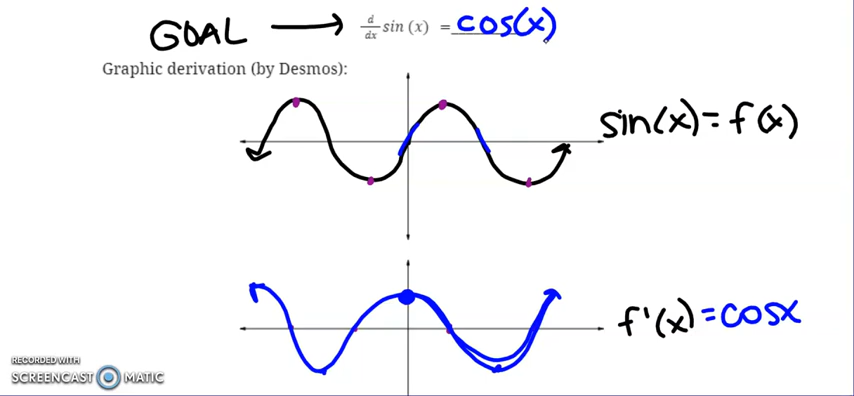 GOAL → d/dx sin (x) = cos(x)
Graphic derivation (by Desmos):
sin(x) = f(x)
f'(x) = cosx
RECORDED WITH
SCREENCAST MATIC